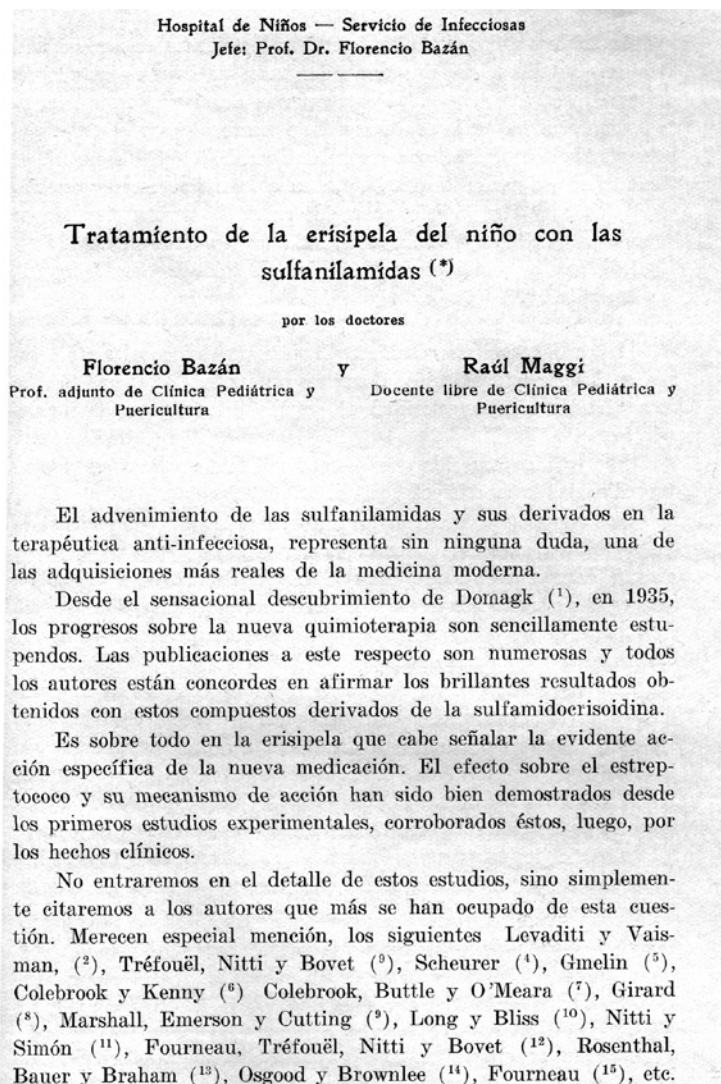 Hospital de Niños — Servicio de Infecciosas
Jefe: Prof. Dr. Florencio Bazán
Tratamiento de la erisipela del niño con las
sulfanilamidas (*)
por los doctores
Florencio Bazán y Raúl Maggi
Prof. adjunto de Clínica Pediátrica y Docente libre de Clínica Pediátrica y
Puericultura Puericultura
El advenimiento de las sulfanilamidas y sus derivados en la
terapéutica anti-infecciosa, representa sin ninguna duda, una de
las adquisiciones más reales de la medicina moderna.
Desde el sensacional descubrimiento de Domagk (¹), en 1935,
los progresos sobre la nueva quimioterapia son sencillamente estu-
pendos. Las publicaciones a este respecto son numerosas y todos
los autores están concordes en afirmar los brillantes resultados ob-
tenidos con estos compuestos derivados de la sulfamidocrisoidina.
Es sobre todo en la erisipela que cabe señalar la evidente ac-
ción específica de la nueva medicación. El efecto sobre el estrep-
tococo y su mecanismo de acción han sido bien demostrados desde
los primeros estudios experimentales, corroborados éstos, luego, por
los hechos clínicos.
No entraremos en el detalle de estos estudios, sino simplemen-
te citaremos a los autores que más se han ocupado de esta cues-
tión. Merecen especial mención, los siguientes Levaditi y Vais-
man, (²), Tréfouël, Nitti y Bovet (⁹), Scheurer (⁴), Gmelin (⁵),
Colebrook y Kenny (⁶) Colebrook, Buttle y O'Meara (⁷), Girard
(⁸), Marshall, Emerson y Cutting (⁹), Long y Bliss (¹⁰), Nitti y
Simón (¹¹), Fourneau, Tréfouël, Nitti y Bovet (¹²), Rosenthal,
Bauer y Braham (¹³), Osgood y Brownlee (¹⁴), Fourneau (¹⁵), etc.